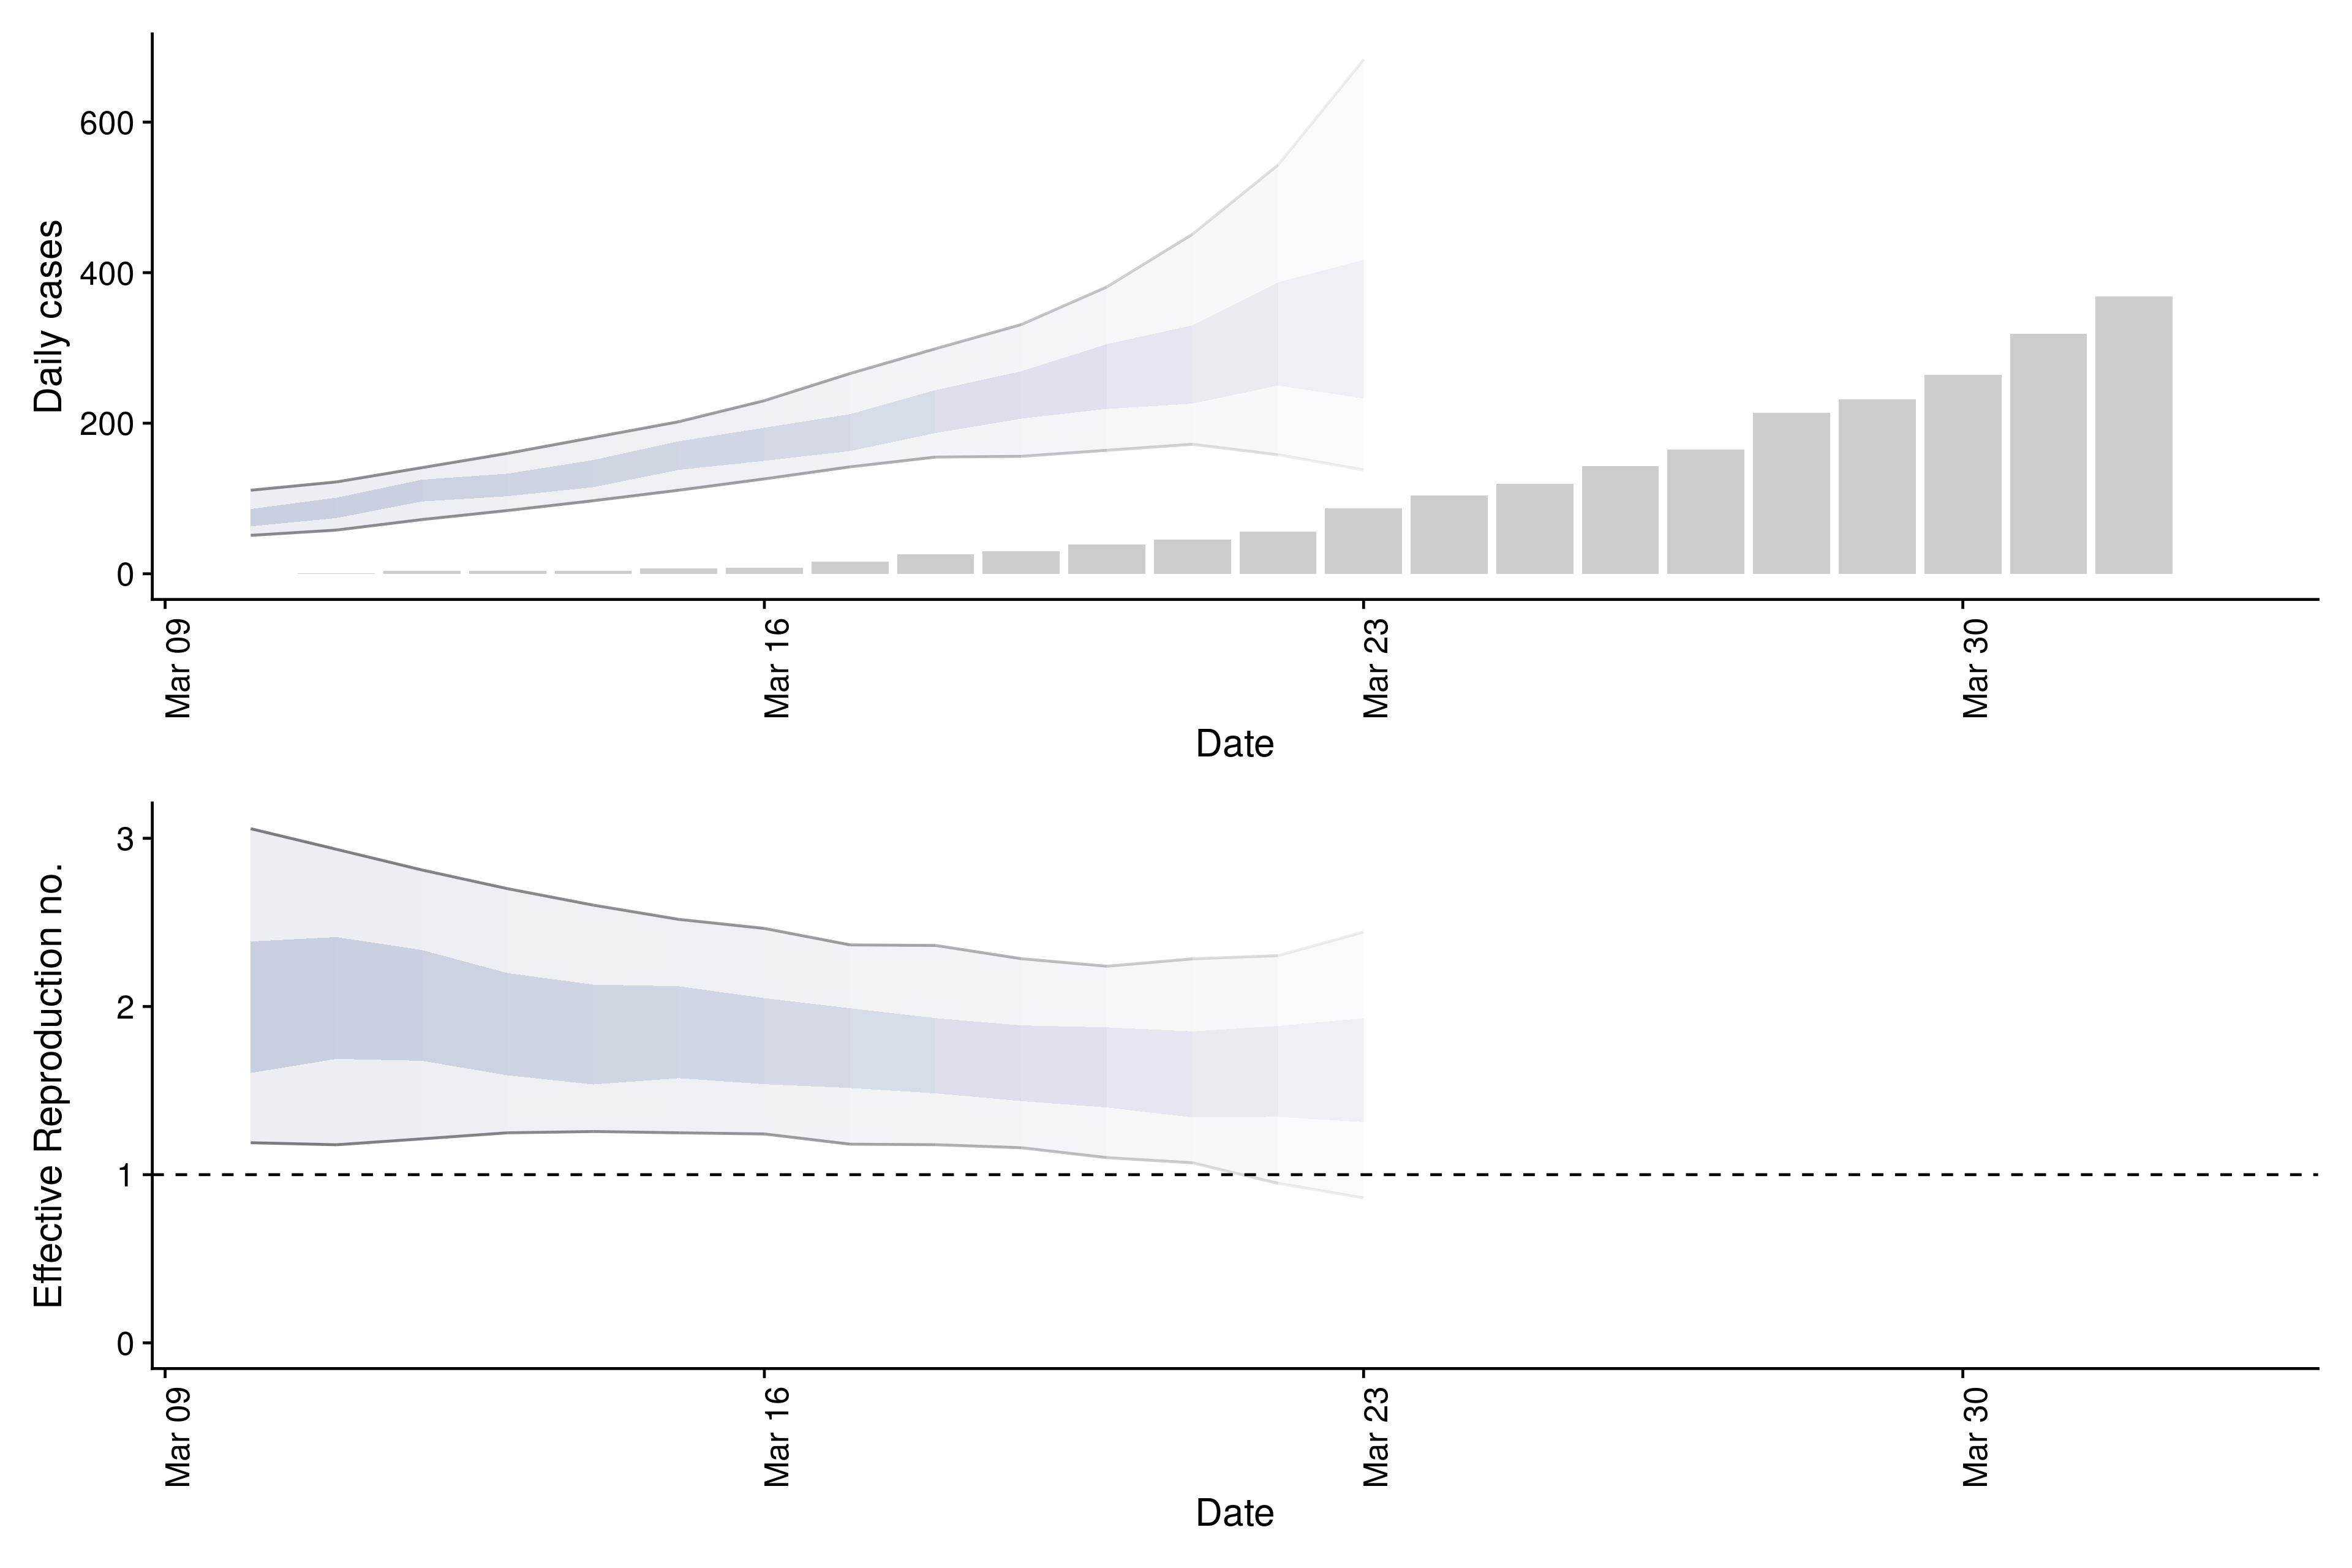 Daily cases
600
400
200
0
Mar 09
Mar 16
Mar 23
Mar 30
Date
Effective Reproduction no.
3
2
1
0
Mar 09
Mar 16
Mar 23
Mar 30
Date